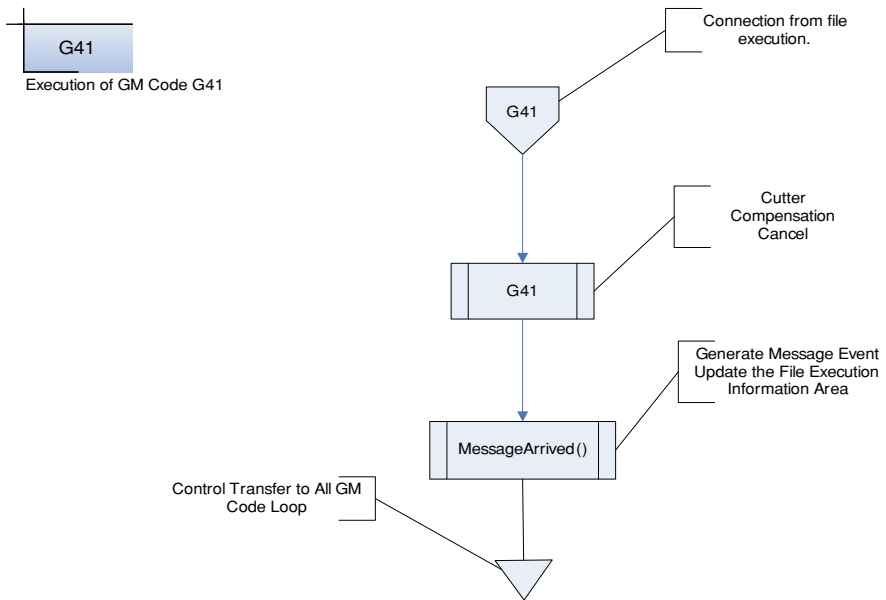 G41
Execution of GM Code G41
Connection from file
execution.
G41
Cutter
Compensation
Cancel
G41
Generate Message Event
Update the File Execution
Information Area
MessageArrived()
Control Transfer to All GM
Code Loop